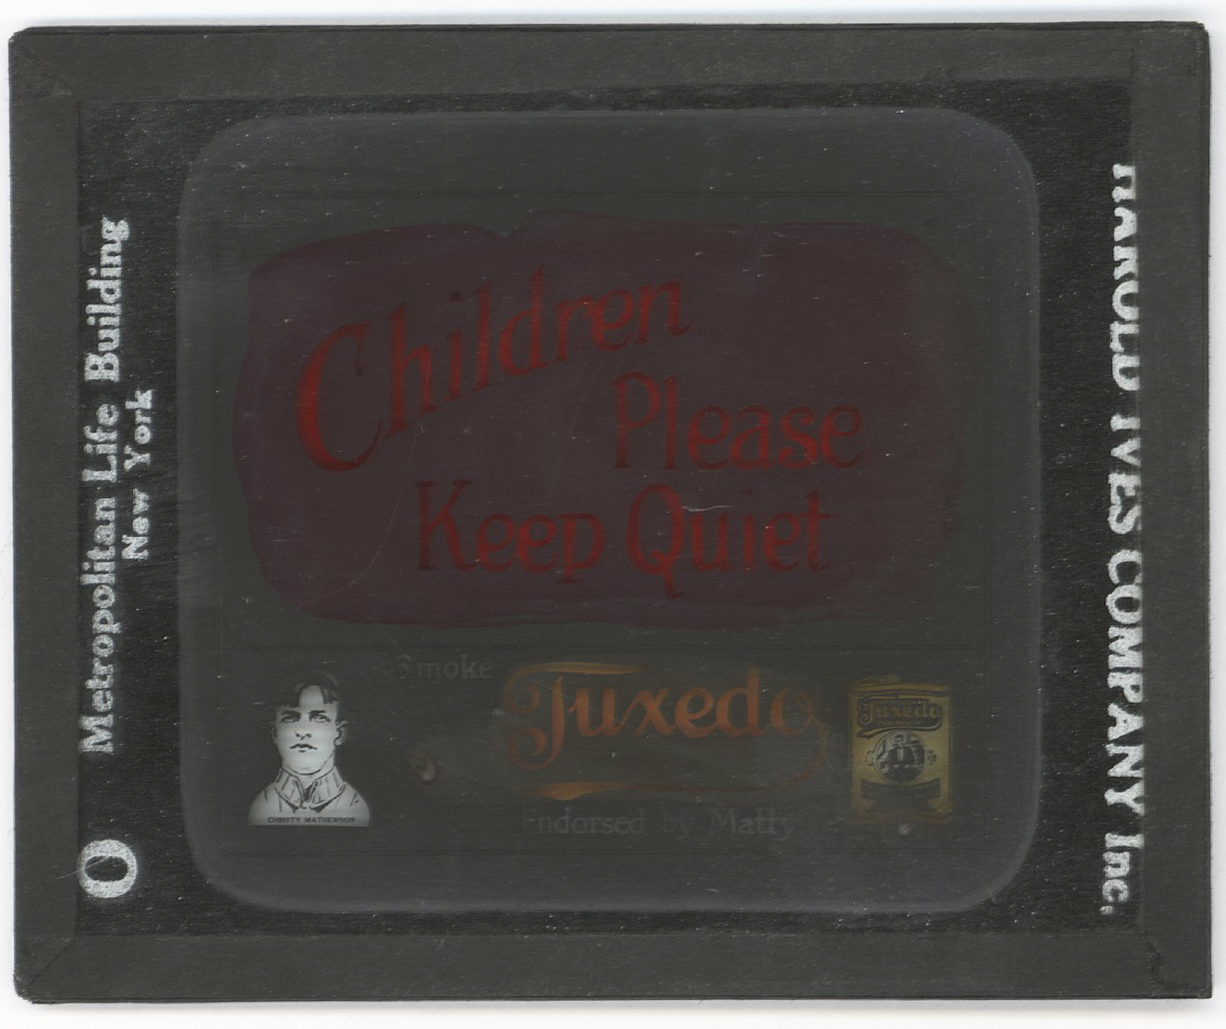 Children
Please
Keep Quiet
Smoke
Tuxedo
Endorsed by Matty
CHRISTY MATHEWSON
Tuxedo
Metropolitan Life Building
New York
O
HAROLD IVES COMPANY Inc.